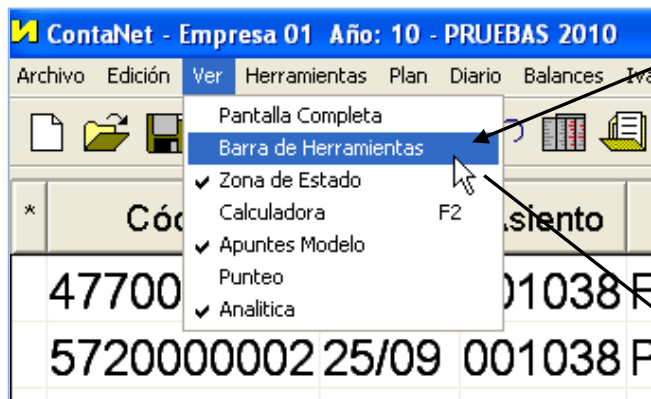 ContaNet - Empresa 01 Año: 10 - PRUEBAS 2010
Archivo Edición Ver Herramientas Plan Diario Balances Iva
Pantalla Completa
Barra de Herramientas
Zona de Estado
Calculadora F2
Apuntes Modelo
Punteo
Analitica
* Cód siento
47700 01038 F
5720000002 25/09 001038 P